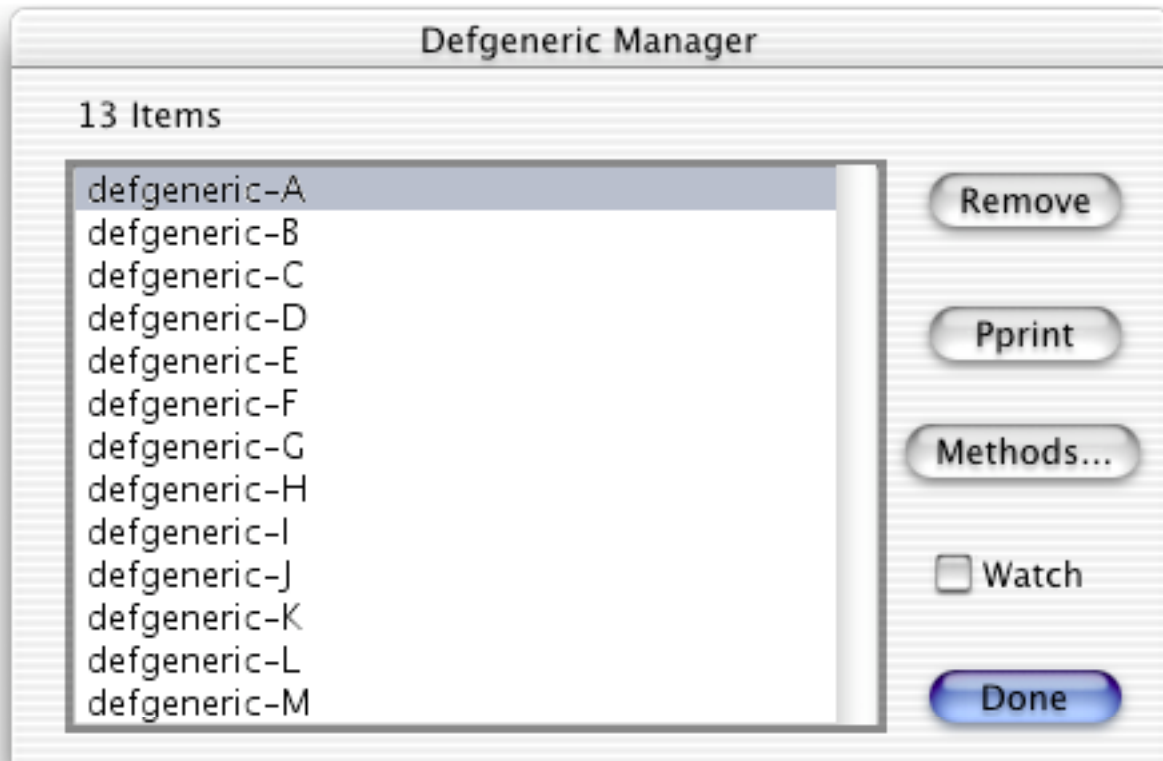 Defgeneric Manager
13 Items
defgeneric-A
defgeneric-B
defgeneric-C
defgeneric-D
defgeneric-E
defgeneric-F
defgeneric-G
defgeneric-H
defgeneric-I
defgeneric-J
defgeneric-K
defgeneric-L
defgeneric-M
Remove
Pprint
Methods...
Watch
Done